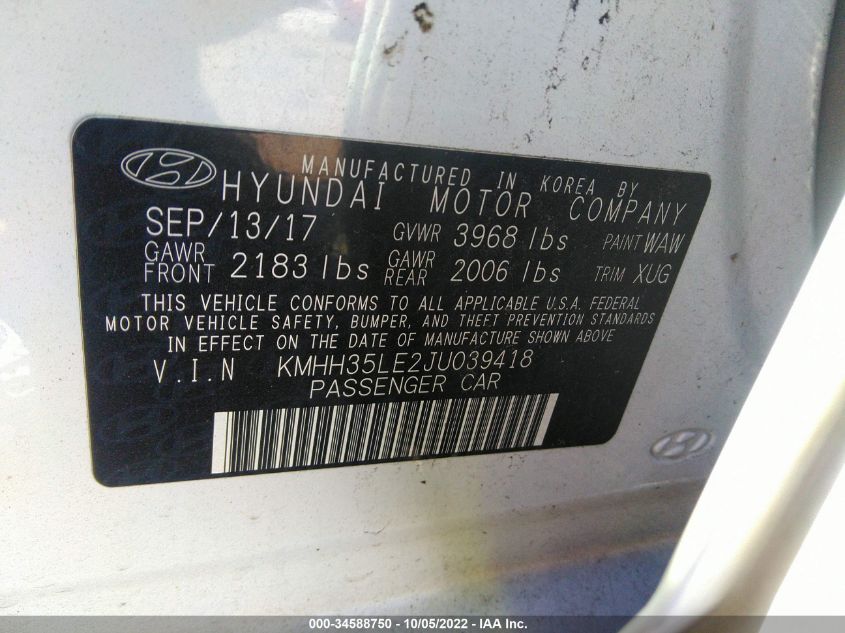 MANUFACTURED IN KOREA BY
HYUNDAI MOTOR COMPANY
SEP/13/17 GVWR 3968 lbs PAINT WAW
GAWR FRONT 2183 lbs GAWR REAR 2006 lbs TRIM XUG
THIS VEHICLE CONFORMS TO ALL APPLICABLE U.S.A. FEDERAL
MOTOR VEHICLE SAFETY, BUMPER, AND THEFT PREVENTION STANDARDS
IN EFFECT ON THE DATE OF MANUFACTURE SHOWN ABOVE
V.I.N KMHH35LE2JU039418
PASSENGER CAR
000-34588750 - 10/05/2022 - IAA Inc.